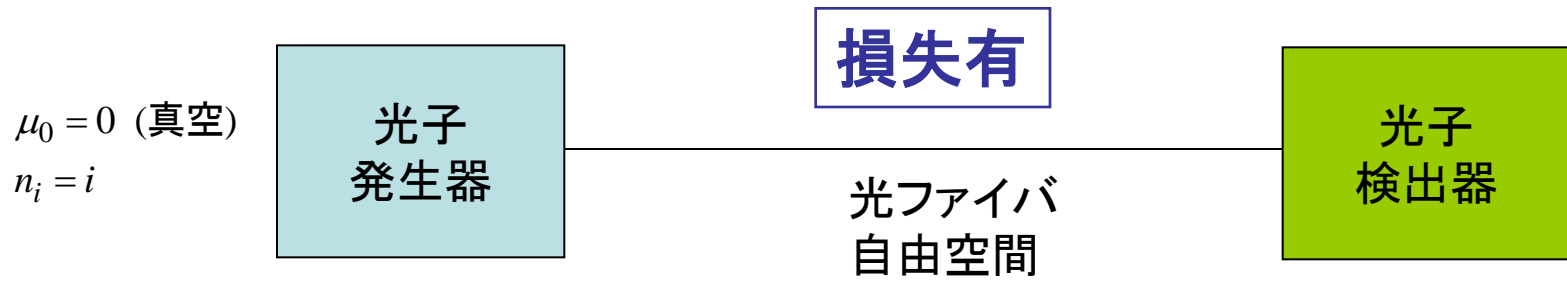 μ₀ = 0 (真空)
nᵢ = i
光子
発生器
損失有
光ファイバ
自由空間
光子
検出器